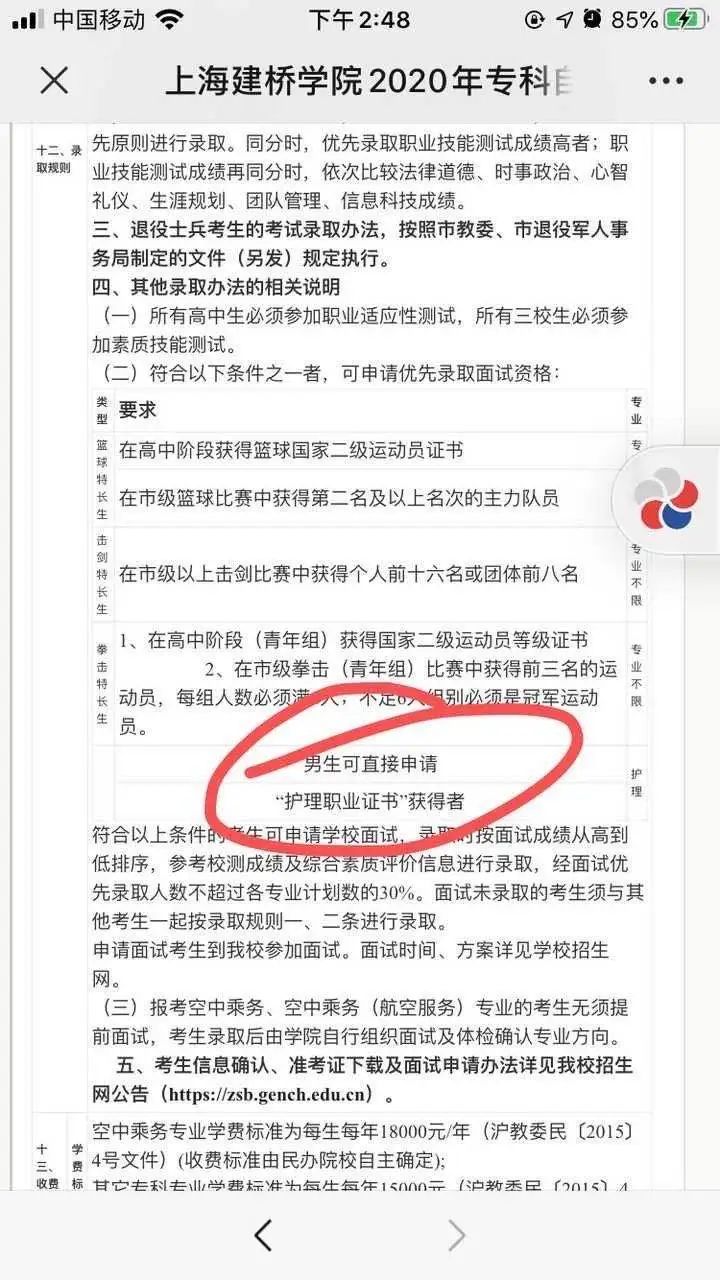 中国移动
下午2:48
85%
上海建桥学院2020年专科自
十二、录
取规则
先原则进行录取。同分时，优先录取职业技能测试成绩高者；职
业技能测试成绩再同分时，依次比较法律道德、时事政治、心智
礼仪、生涯规划、团队管理、信息科技成绩。
三、退役士兵考生的考试录取办法，按照市教委、市退役军人事
务局制定的文件（另发）规定执行。
四、其他录取办法的相关说明
（一）所有高中生必须参加职业适应性测试，所有三校生必须参
加素质技能测试。
（二）符合以下条件之一者，可申请优先录取面试资格：
类型
要求
专业
篮球特长生
在高中阶段获得篮球国家二级运动员证书
专
在市级篮球比赛中获得第二名及以上名次的主力队员
击剑特长生
在市级以上击剑比赛中获得个人前十六名或团体前八名
专业不限
拳击特长生
1、在高中阶段（青年组）获得国家二级运动员等级证书
2、在市级拳击（青年组）比赛中获得前三名的运
动员，每组人数必须满人，不足6人组别必须是冠军运动
员。
专业不限
男生可直接申请
“护理职业证书”获得者
护理
符合以上条件的考生可申请学校面试，录取时按面试成绩从高到
低排序，参考校测成绩及综合素质评价信息进行录取，经面试优
先录取人数不超过各专业计划数的30%。面试未录取的考生须与其
他考生一起按录取规则一、二条进行录取。
申请面试考生到我校参加面试。面试时间、方案详见学校招生
网。
（三）报考空中乘务、空中乘务（航空服务）专业的考生无须提
前面试，考生录取后由学院自行组织面试及体检确认专业方向。
五、考生信息确认、准考证下载及面试申请办法详见我校招生
网公告（https://zsb.gench.edu.cn）。
十三、收费
学费标
空中乘务专业学费标准为每生每年18000元/年（沪教委民〔2015〕
4号文件）(收费标准由民办院校自主确定);
其它专科专业学费标准为每生每年15000元（沪教委民〔2015〕4